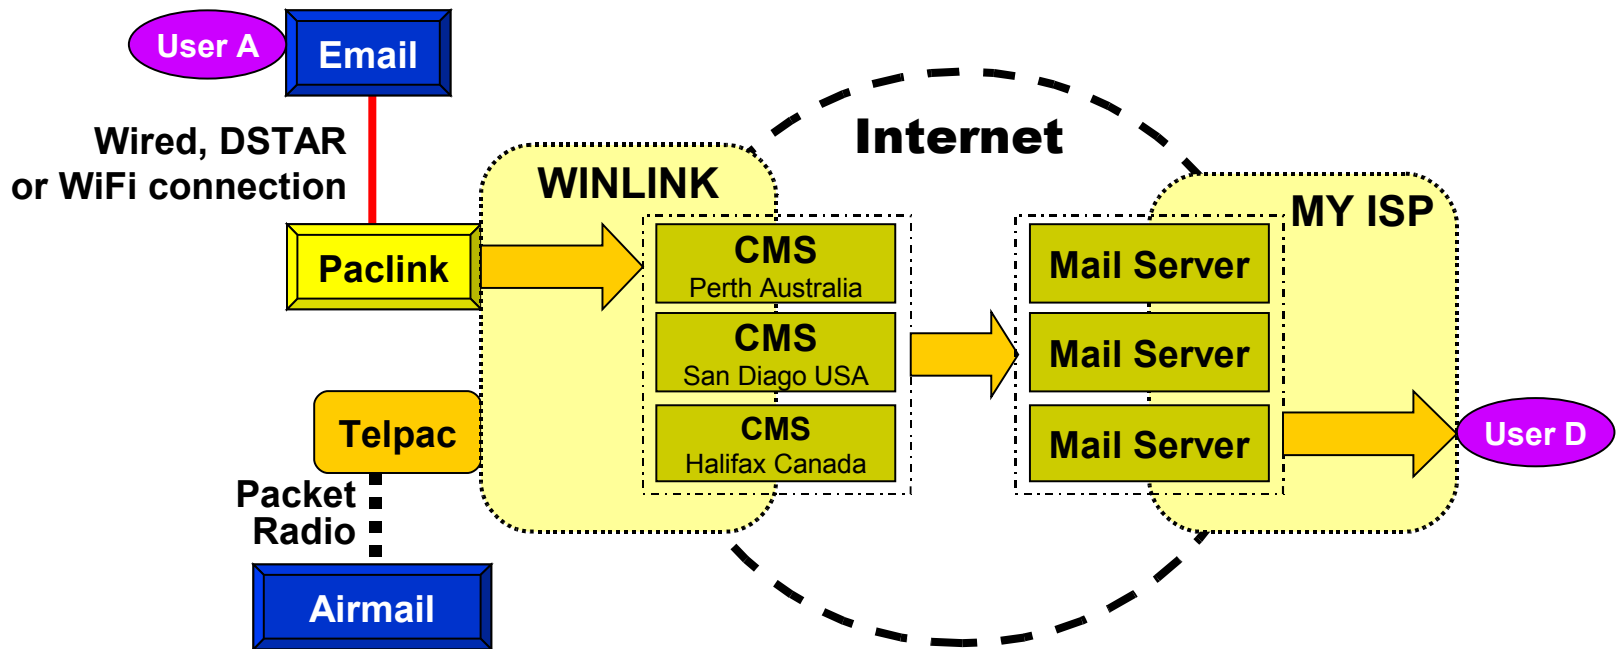 User A
Email
Wired, DSTAR
or WiFi connection
Internet
WINLINK
MY ISP
Paclink
CMS
Perth Australia
CMS
San Diago USA
CMS
Halifax Canada
Mail Server
Mail Server
Mail Server
User D
Telpac
Packet
Radio
Airmail